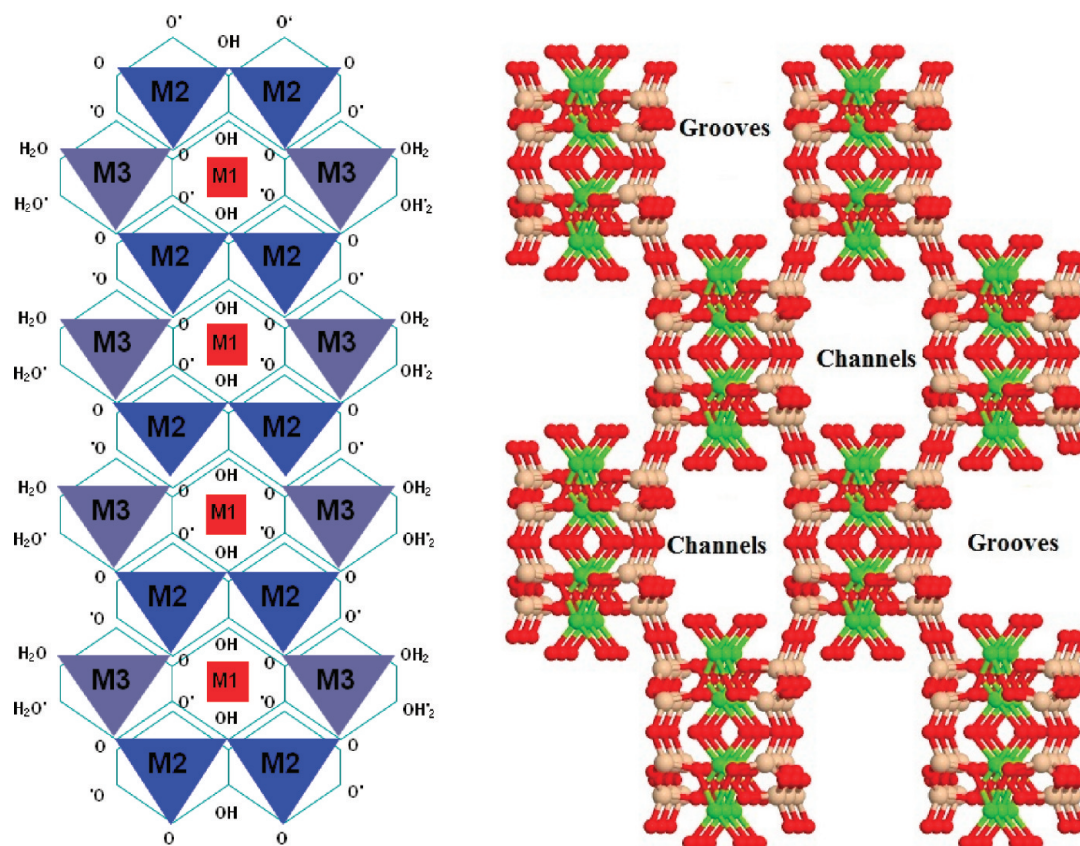 O' O'
OH
O O
M2 M2
O' O'
Grooves
OH
H₂O O O OH₂
M3 M1 M3
H₂O' O' O' OH'₂
OH
O M2 M2 O
O' O'
OH
H₂O O O OH₂
M3 M1 M3
Channels
H₂O' O' O' OH'₂
OH
O M2 M2 O
O' O'
OH
H₂O O O OH₂
M3 M1 M3
H₂O' O' O' OH'₂
Channels Grooves
OH
O M2 M2 O
O' O'
OH
H₂O O O OH₂
M3 M1 M3
H₂O' O' O' OH'₂
OH
O O
M2 M2
O' O'
OH
O O